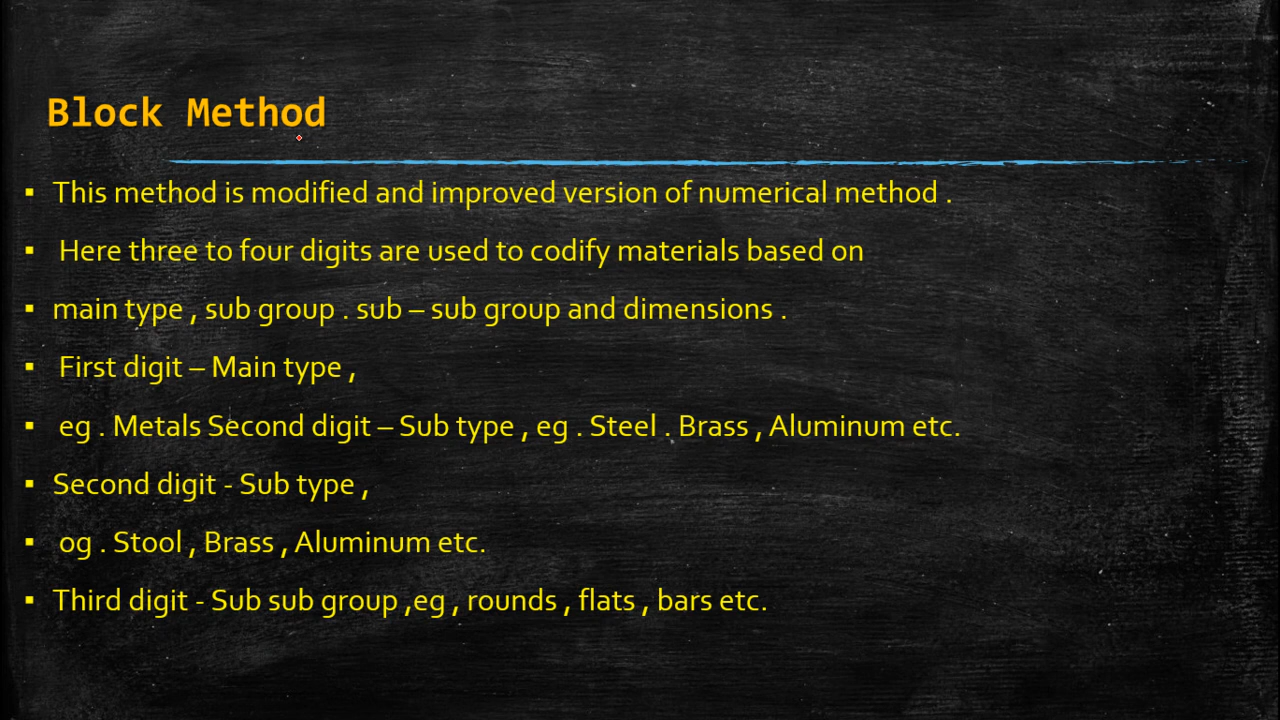 Block Method
▪ This method is modified and improved version of numerical method .
▪ Here three to four digits are used to codify materials based on
▪ main type , sub group . sub – sub group and dimensions .
▪ First digit – Main type ,
▪ eg . Metals Second digit – Sub type , eg . Steel . Brass , Aluminum etc.
▪ Second digit - Sub type ,
▪ og . Stool , Brass , Aluminum etc.
▪ Third digit - Sub sub group ,eg , rounds , flats , bars etc.